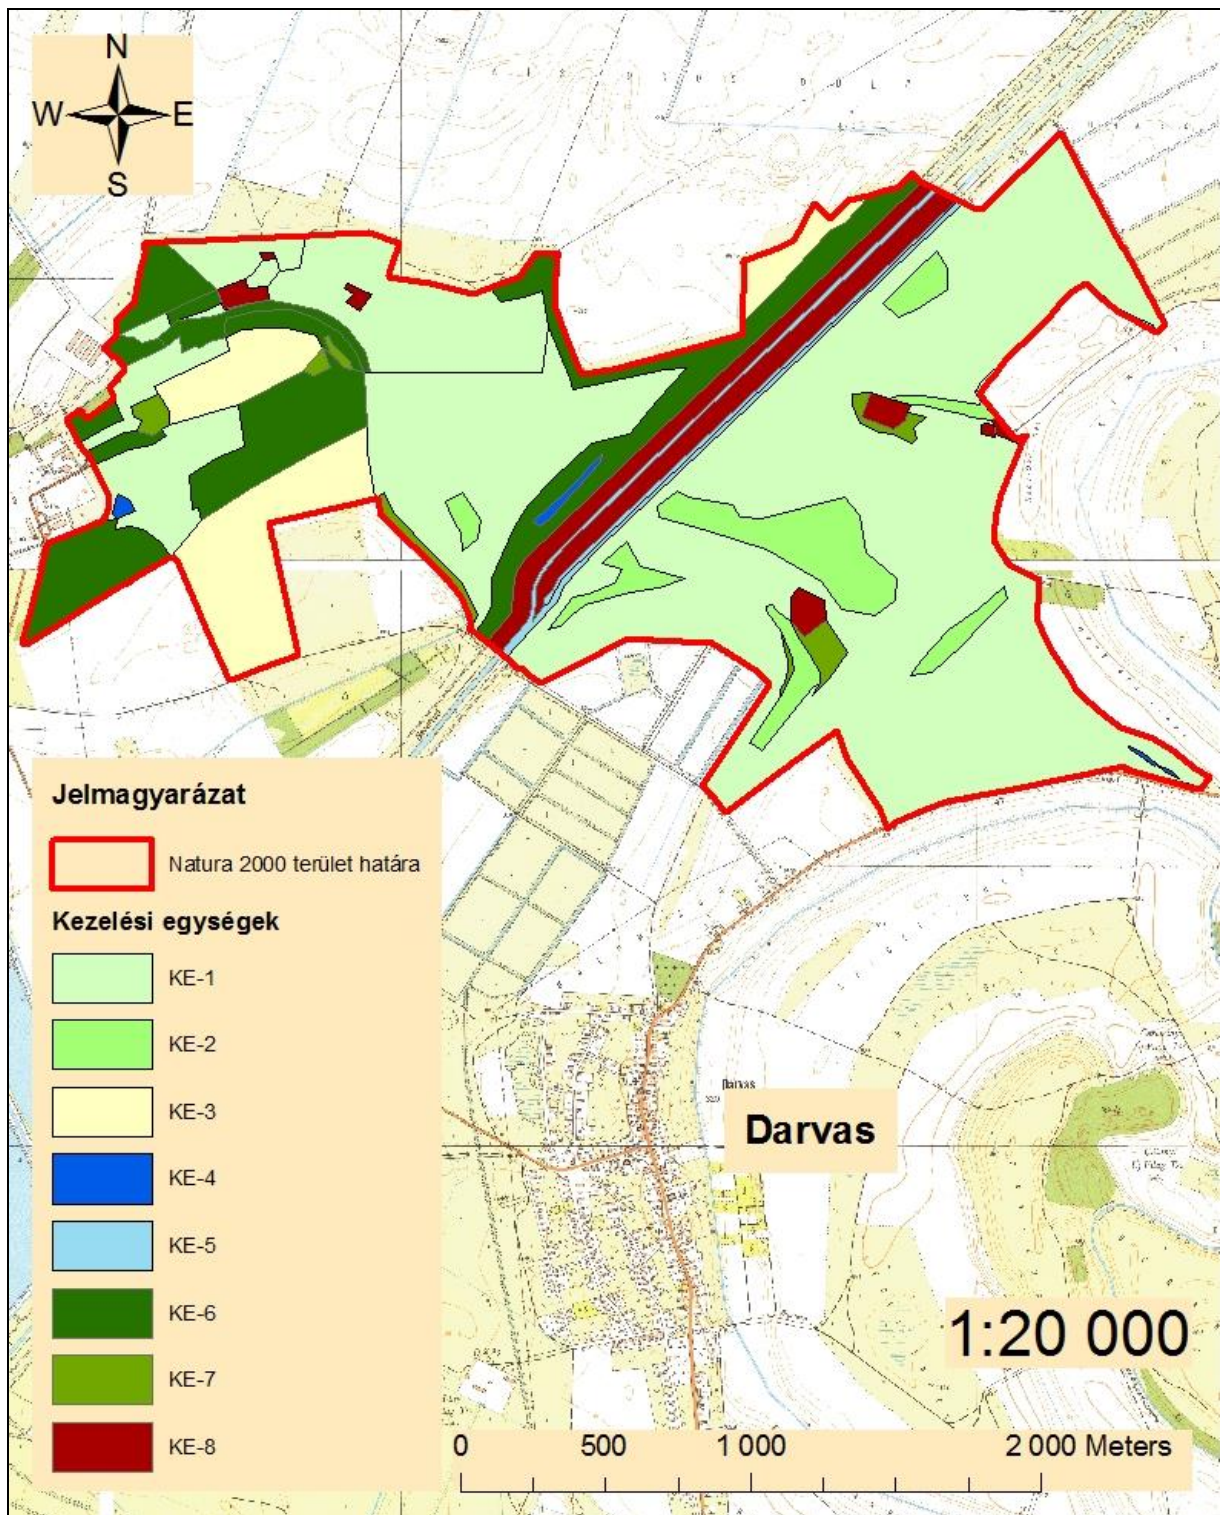 N
W E
S
Jelmagyarázat
Natura 2000 terület határa
Kezelési egységek
KE-1
KE-2
KE-3
KE-4
KE-5
KE-6
KE-7
KE-8
Darvas
Darvas
1:20 000
0 500 1 000 2 000 Meters